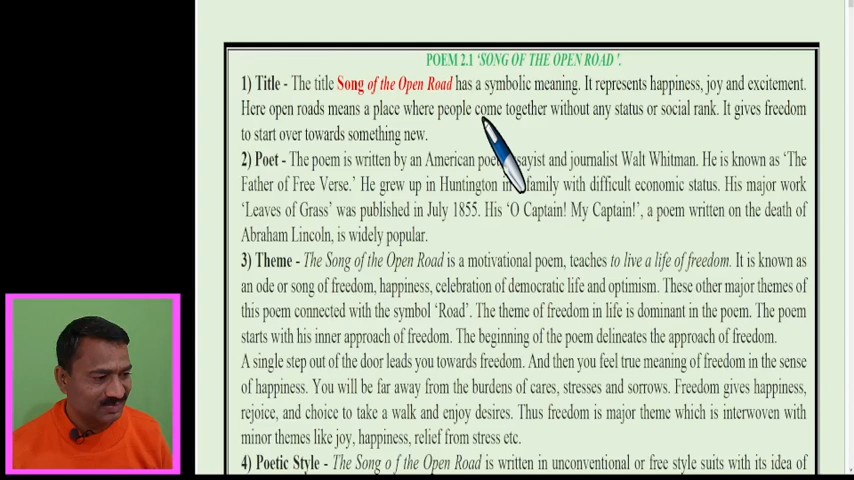 POEM 2.1 'SONG OF THE OPEN ROAD '.
1) Title - The title Song of the Open Road has a symbolic meaning. It represents happiness, joy and excitement.
Here open roads means a place where people come together without any status or social rank. It gives freedom
to start over towards something new.
2) Poet - The poem is written by an American sayist and journalist Walt Whitman. He is known as 'The
Father of Free Verse.' He grew up in Huntington in family with difficult economic status. His major work
'Leaves of Grass' was published in July 1855. His 'O Captain! My Captain!', a poem written on the death of
Abraham Lincoln, is widely popular.
3) Theme - The Song of the Open Road is a motivational poem, teaches to live a life of freedom. It is known as
an ode or song of freedom, happiness, celebration of democratic life and optimism. These other major themes of
this poem connected with the symbol 'Road'. The theme of freedom in life is dominant in the poem. The poem
starts with his inner approach of freedom. The beginning of the poem delineates the approach of freedom.
A single step out of the door leads you towards freedom. And then you feel true meaning of freedom in the sense
of happiness. You will be far away from the burdens of cares, stresses and sorrows. Freedom gives happiness,
rejoice, and choice to take a walk and enjoy desires. Thus freedom is major theme which is interwoven with
minor themes like joy, happiness, relief from stress etc.
4) Poetic Style - The Song o f the Open Road is written in unconventional or free style suits with its idea of